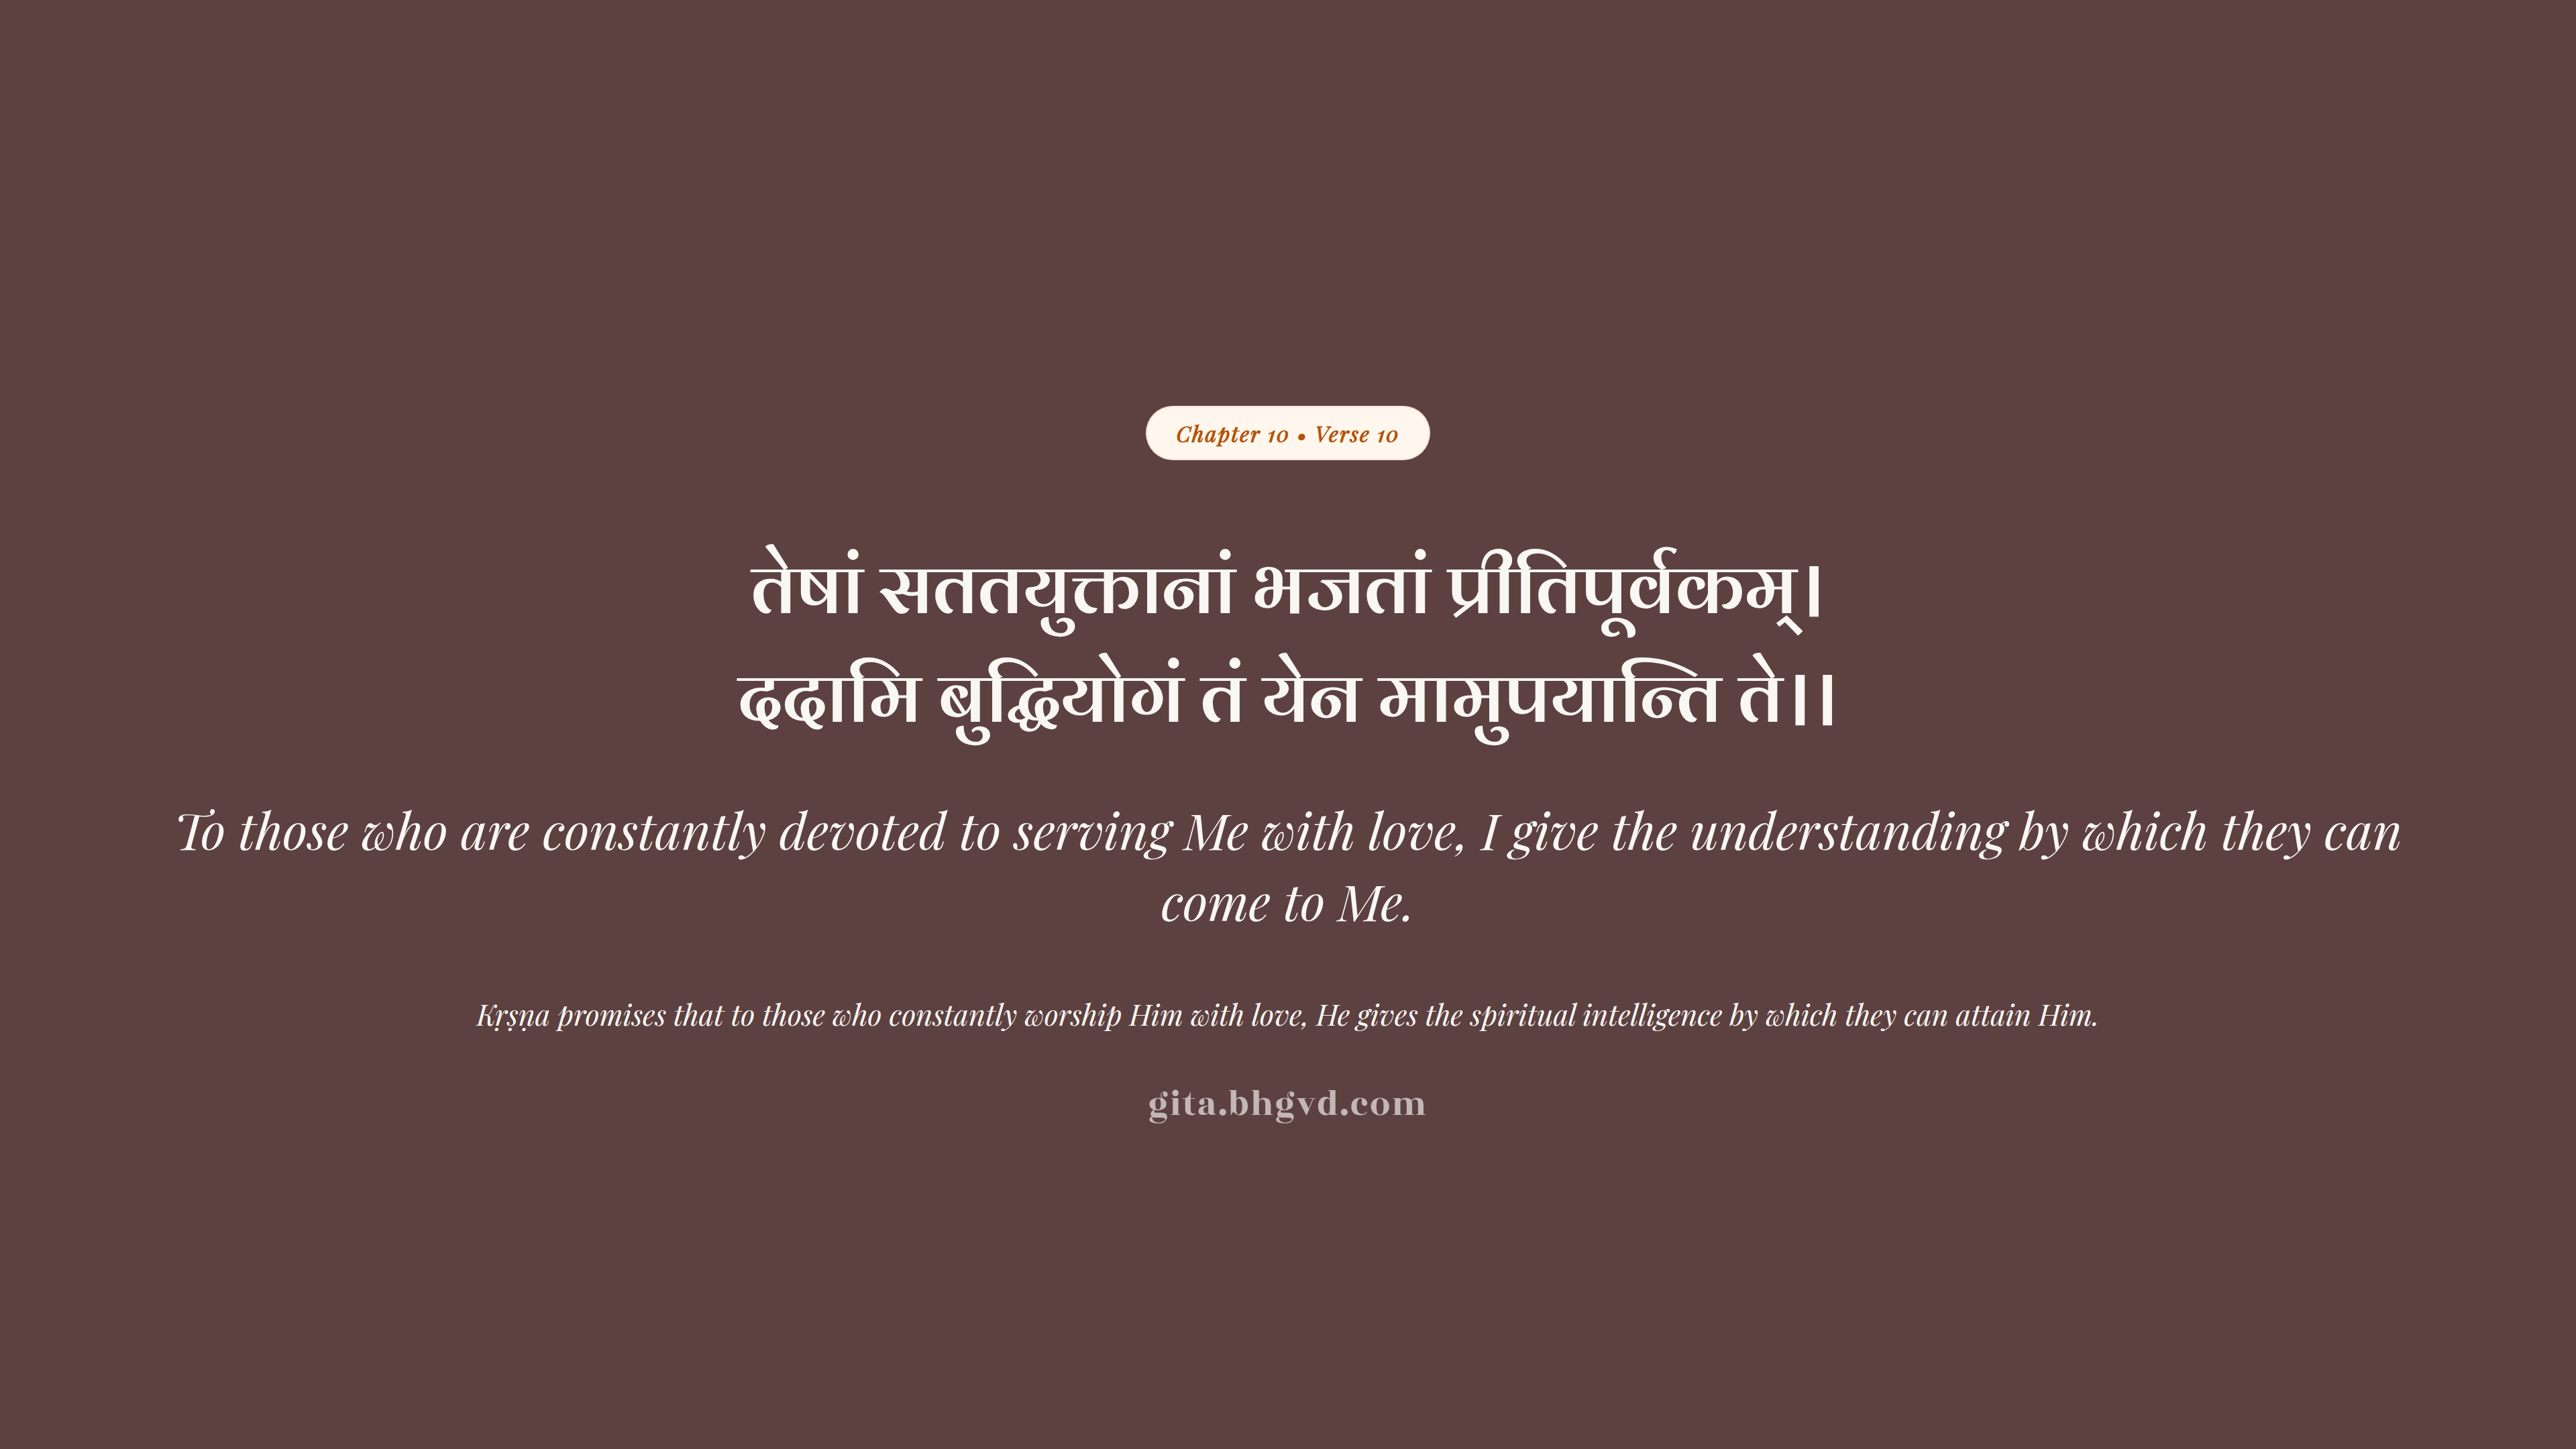 Chapter 10 • Verse 10
तेषां सततयुक्तानां भजतां प्रीतिपूर्वकम्।
ददामि बुद्धियोगं तं येन मामुपयान्ति ते।।
To those who are constantly devoted to serving Me with love, I give the understanding by which they can
come to Me.
Kṛṣṇa promises that to those who constantly worship Him with love, He gives the spiritual intelligence by which they can attain Him.
gita.bhgvd.com